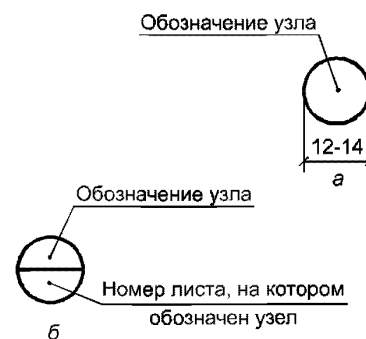 Обозначение узла
12-14
а
Обозначение узла
Номер листа, на котором
обозначен узел
б